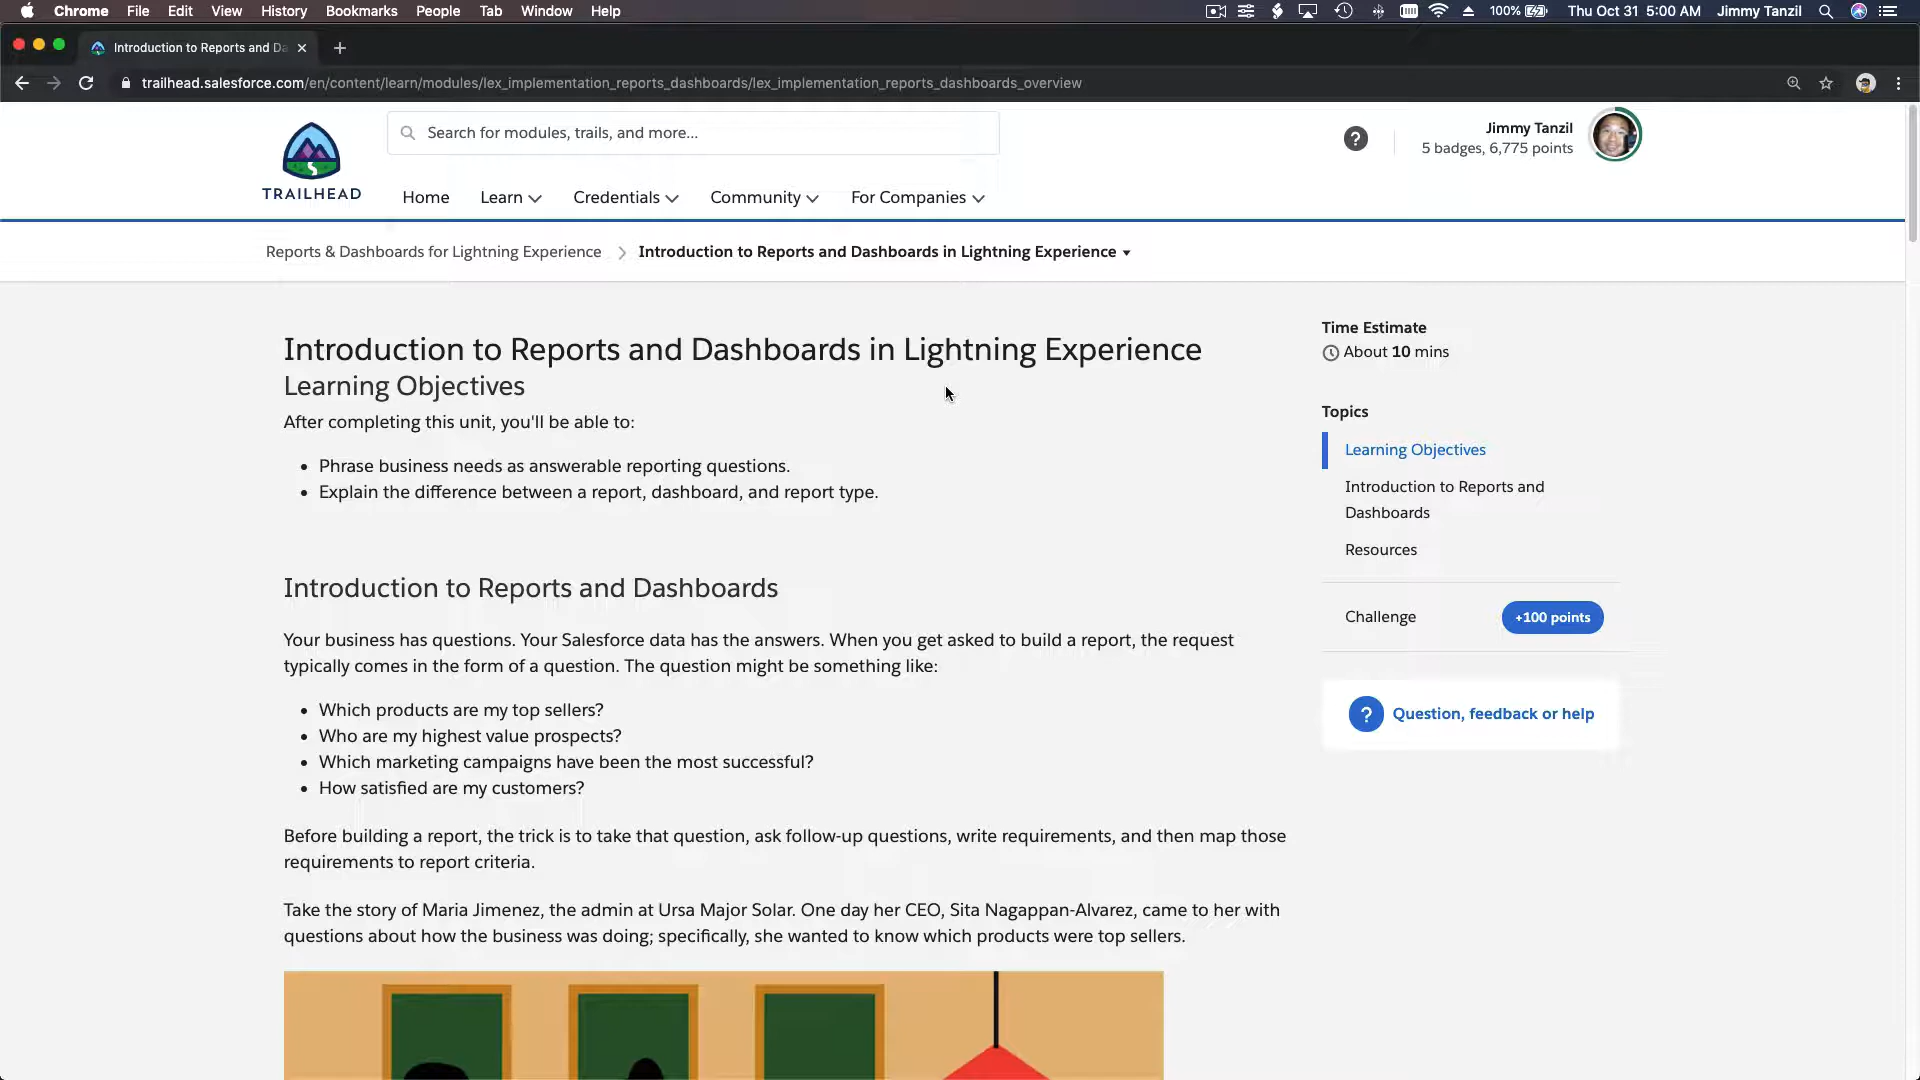 Chrome File Edit View History Bookmarks People Tab Window Help 100% Thu Oct 31 5:00 AM Jimmy Tanzil
Introduction to Reports and Da
trailhead.salesforce.com/en/content/learn/modules/lex_implementation_reports_dashboards/lex_implementation_reports_dashboards_overview
TRAILHEAD
Search for modules, trails, and more...
?
Jimmy Tanzil
5 badges, 6,775 points
Home Learn Credentials Community For Companies
Reports & Dashboards for Lightning Experience Introduction to Reports and Dashboards in Lightning Experience
Introduction to Reports and Dashboards in Lightning Experience
Learning Objectives
After completing this unit, you'll be able to:
• Phrase business needs as answerable reporting questions.
• Explain the difference between a report, dashboard, and report type.
Introduction to Reports and Dashboards
Your business has questions. Your Salesforce data has the answers. When you get asked to build a report, the request
typically comes in the form of a question. The question might be something like:
• Which products are my top sellers?
• Who are my highest value prospects?
• Which marketing campaigns have been the most successful?
• How satisfied are my customers?
Before building a report, the trick is to take that question, ask follow-up questions, write requirements, and then map those
requirements to report criteria.
Take the story of Maria Jimenez, the admin at Ursa Major Solar. One day her CEO, Sita Nagappan-Alvarez, came to her with
questions about how the business was doing; specifically, she wanted to know which products were top sellers.
Time Estimate
About 10 mins
Topics
Learning Objectives
Introduction to Reports and
Dashboards
Resources
Challenge +100 points
? Question, feedback or help